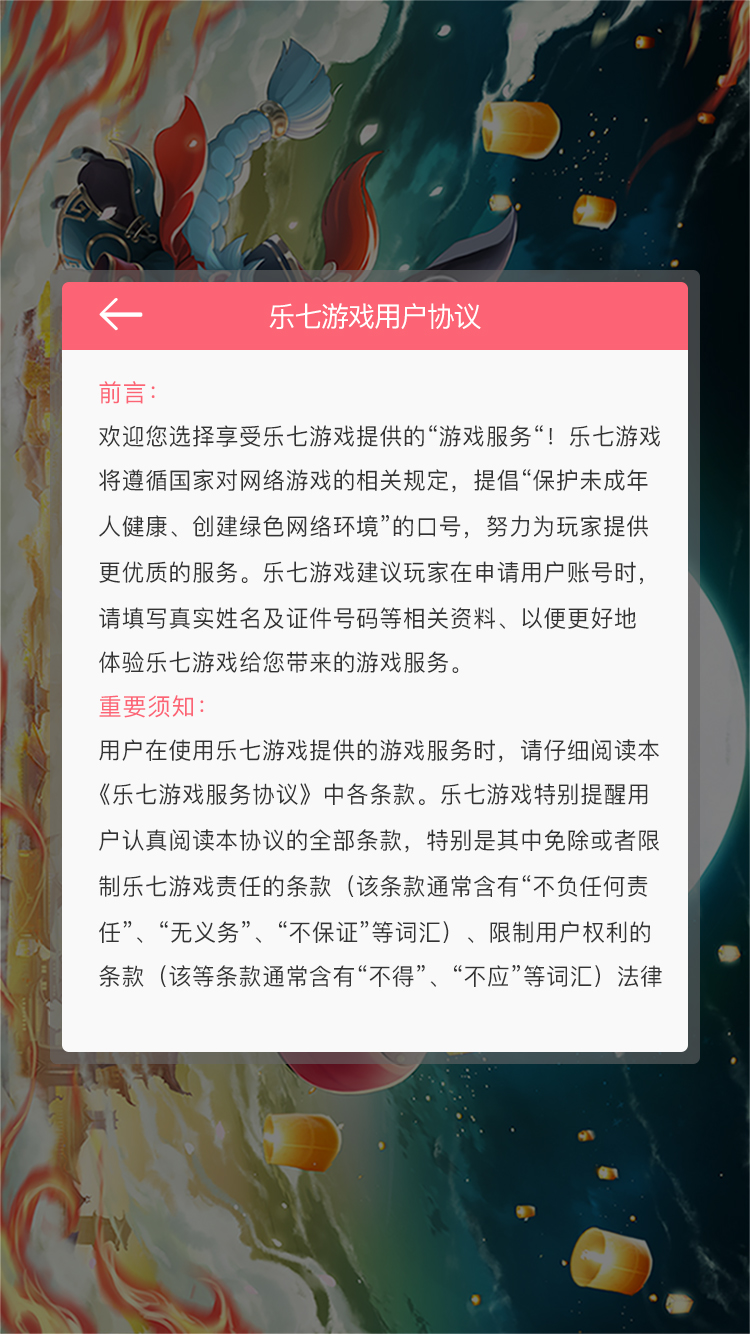 乐七游戏用户协议
前言：
欢迎您选择享受乐七游戏提供的“游戏服务“！乐七游戏
将遵循国家对网络游戏的相关规定，提倡“保护未成年
人健康、创建绿色网络环境”的口号，努力为玩家提供
更优质的服务。乐七游戏建议玩家在申请用户账号时，
请填写真实姓名及证件号码等相关资料、以便更好地
体验乐七游戏给您带来的游戏服务。
重要须知：
用户在使用乐七游戏提供的游戏服务时，请仔细阅读本
《乐七游戏服务协议》中各条款。乐七游戏特别提醒用
户认真阅读本协议的全部条款，特别是其中免除或者限
制乐七游戏责任的条款（该条款通常含有“不负任何责
任”、“无义务”、“不保证”等词汇）、限制用户权利的
条款（该等条款通常含有“不得”、“不应”等词汇）法律